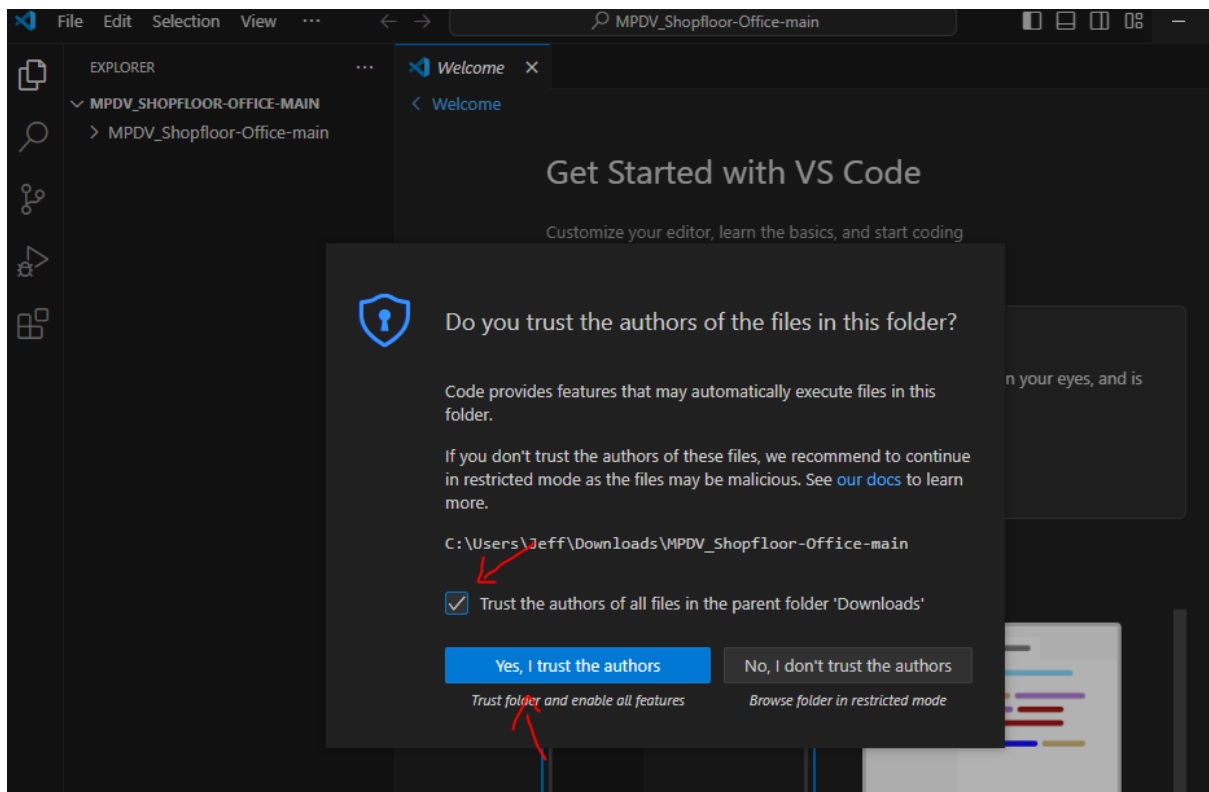 File Edit Selection View ···
MPDV_Shopfloor-Office-main
EXPLORER ···
Welcome
MPDV_SHOPFLOOR-OFFICE-MAIN
Welcome
MPDV_Shopfloor-Office-main
Get Started with VS Code
Customize your editor, learn the basics, and start coding
Do you trust the authors of the files in this folder?
n your eyes, and is
Code provides features that may automatically execute files in this
folder.
If you don't trust the authors of these files, we recommend to continue
in restricted mode as the files may be malicious. See our docs to learn
more.
C:\Users\Jeff\Downloads\MPDV_Shopfloor-Office-main
Trust the authors of all files in the parent folder 'Downloads'
Yes, I trust the authors
No, I don't trust the authors
Trust folder and enable all features
Browse folder in restricted mode